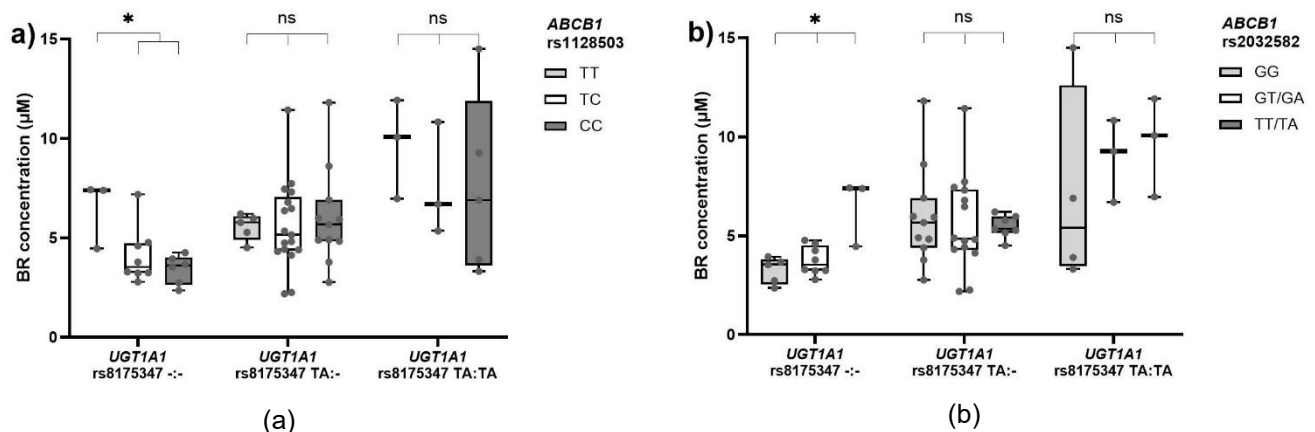 a)
*
ns
ns
ABCB1
rs1128503
TT
TC
CC
BR concentration (µM)
15
10
5
0
UGT1A1
rs8175347 -:-
UGT1A1
rs8175347 TA:-
UGT1A1
rs8175347 TA:TA
(a)
b)
*
ns
ns
ABCB1
rs2032582
GG
GT/GA
TT/TA
BR concentration (µM)
15
10
5
0
UGT1A1
rs8175347 -:-
UGT1A1
rs8175347 TA:-
UGT1A1
rs8175347 TA:TA
(b)